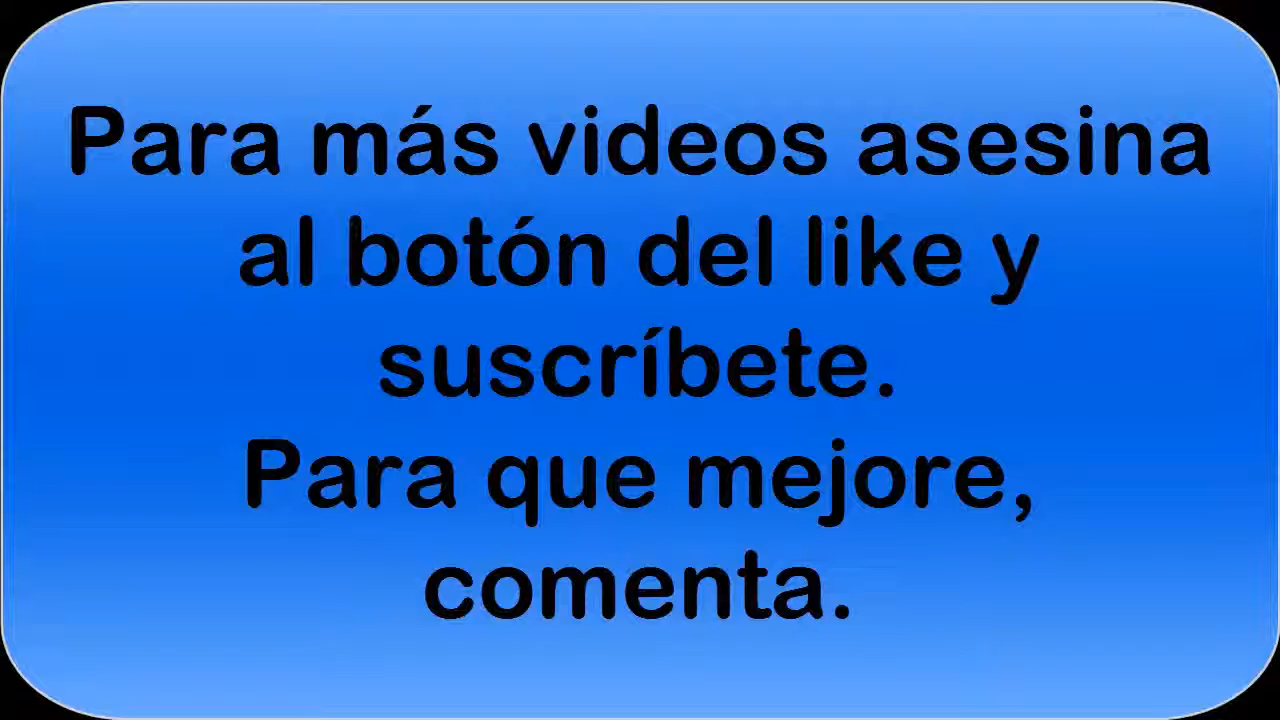 Para más videos asesina
al botón del like y
suscríbete.
Para que mejore,
comenta.